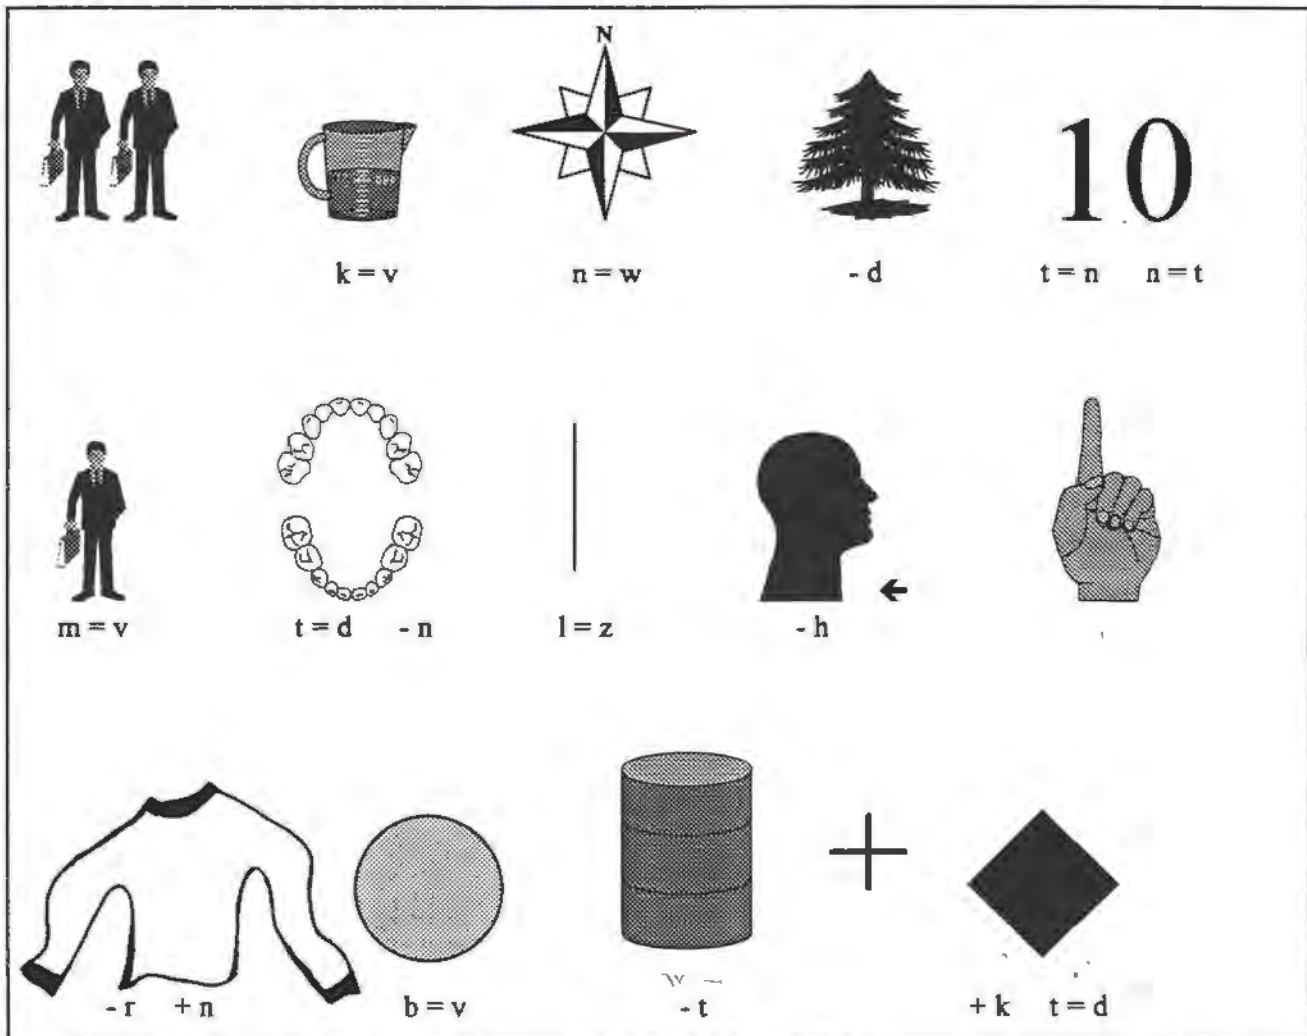 N
10
k = v
n = w
- d
t = n n = t
m = v
t = d - n
l = z
- h
- r + n
b = v
- t
+ k t = d